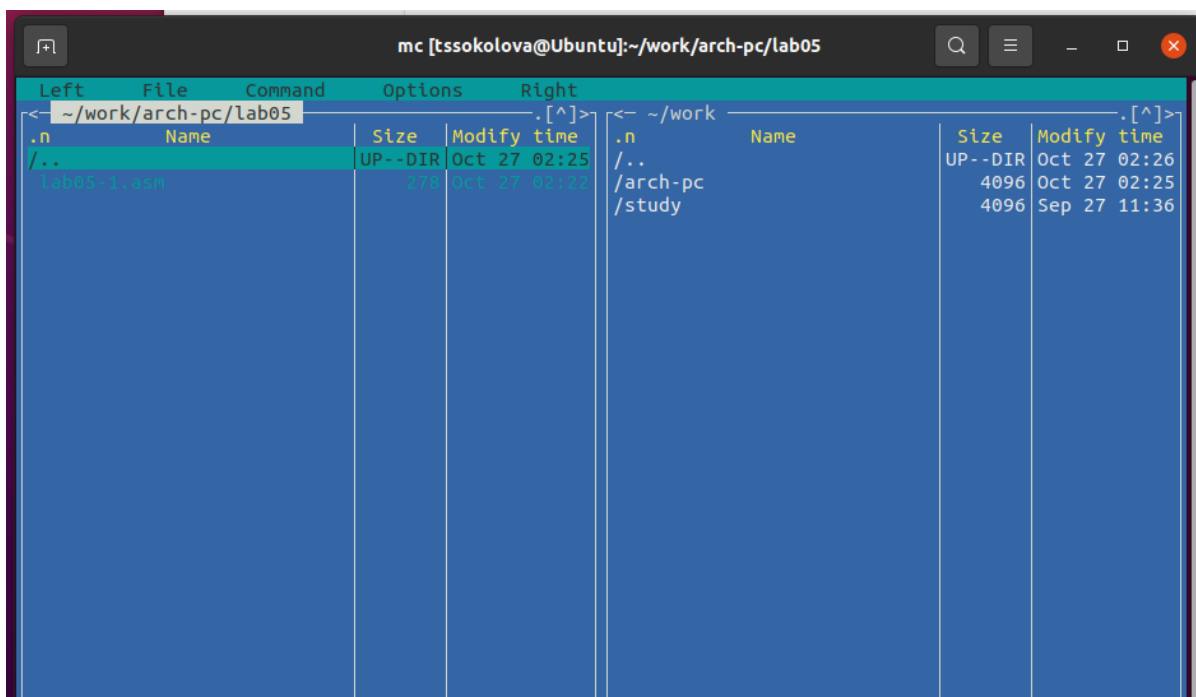 mc [tssokolova@Ubuntu]:~/work/arch-pc/lab05
Left File Command Options Right
<─ ~/work/arch-pc/lab05 ─.[^]>
.n Name Size Modify time
/.. UP--DIR Oct 27 02:25
lab05-1.asm 278 Oct 27 02:22
<─ ~/work ─.[^]>
.n Name Size Modify time
/.. UP--DIR Oct 27 02:26
/arch-pc 4096 Oct 27 02:25
/study 4096 Sep 27 11:36